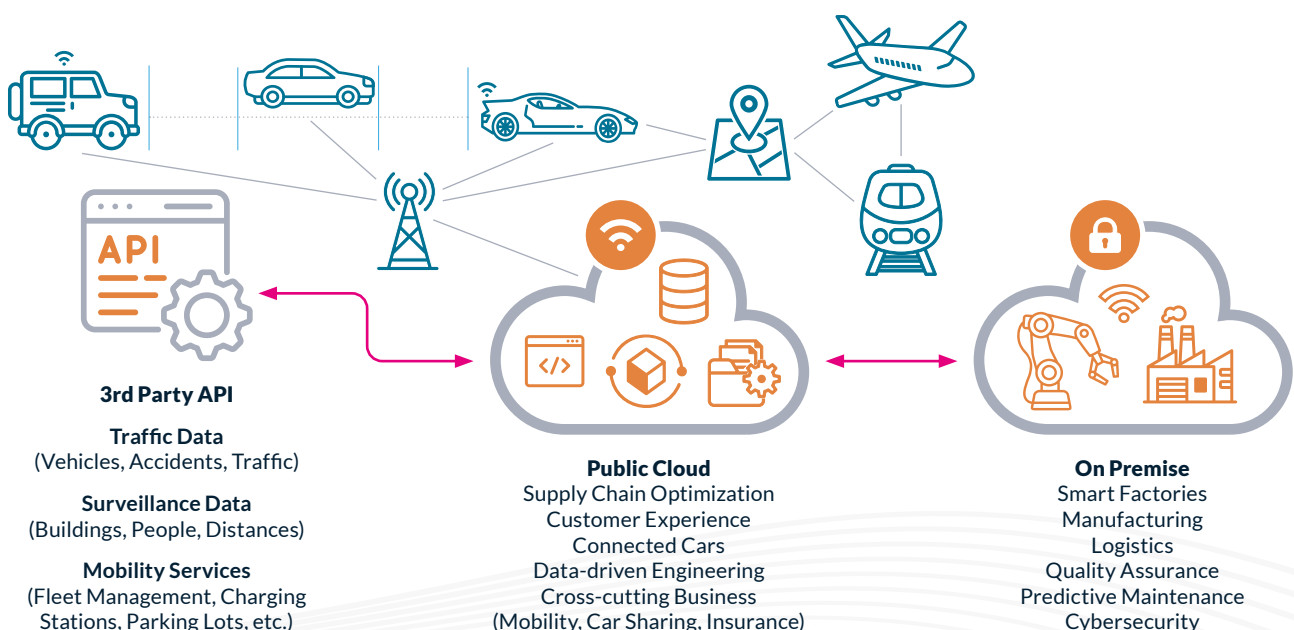 API
</>
3rd Party API
Traffic Data
(Vehicles, Accidents, Traffic)
Surveillance Data
(Buildings, People, Distances)
Mobility Services
(Fleet Management, Charging
Stations, Parking Lots, etc.)
Public Cloud
Supply Chain Optimization
Customer Experience
Connected Cars
Data-driven Engineering
Cross-cutting Business
(Mobility, Car Sharing, Insurance)
On Premise
Smart Factories
Manufacturing
Logistics
Quality Assurance
Predictive Maintenance
Cybersecurity